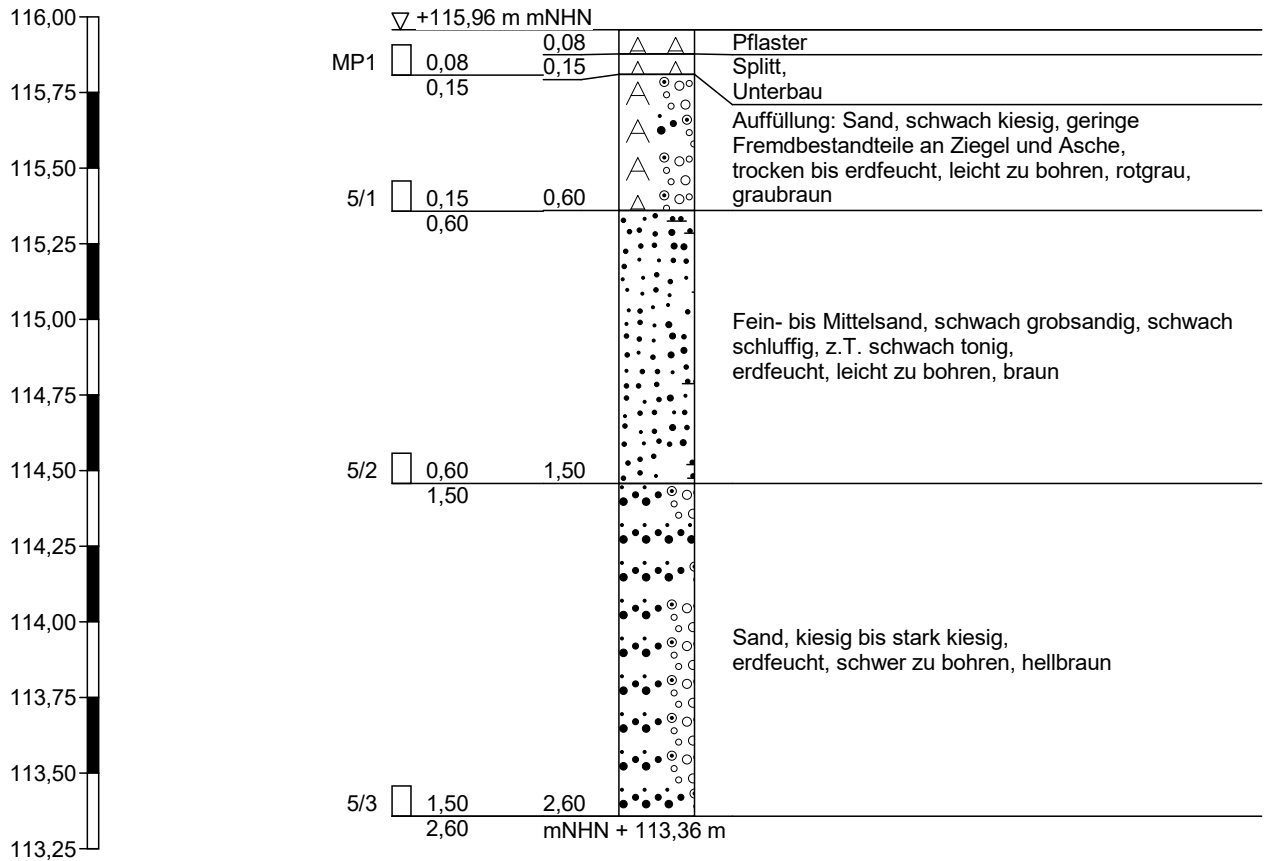 116,00
115,75
115,50
115,25
115,00
114,75
114,50
114,25
114,00
113,75
113,50
113,25
+115,96 m mNHN
MP1 0,08 0,08 Pflaster
0,15 0,15 Splitt,
Unterbau
Auffüllung: Sand, schwach kiesig, geringe
Fremdbestandteile an Ziegel und Asche,
trocken bis erdfeucht, leicht zu bohren, rotgrau,
graubraun
5/1 0,15 0,60
0,60
Fein- bis Mittelsand, schwach grobsandig, schwach
schluffig, z.T. schwach tonig,
erdfeucht, leicht zu bohren, braun
5/2 0,60 1,50
1,50
Sand, kiesig bis stark kiesig,
erdfeucht, schwer zu bohren, hellbraun
5/3 1,50 2,60
2,60 mNHN + 113,36 m